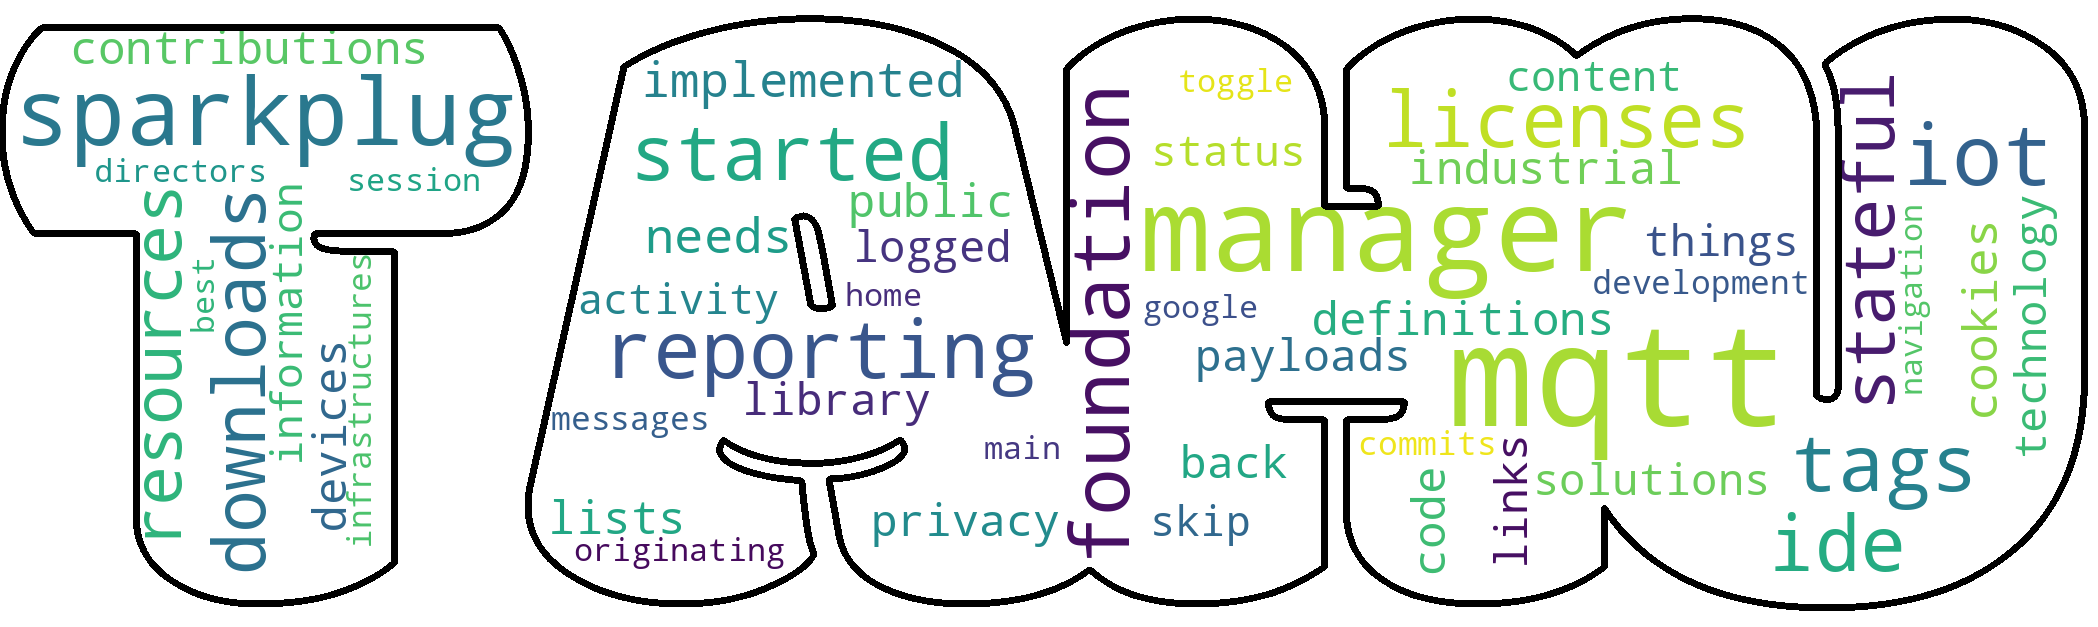 contributions
sparkplug
directors
session
resources
best
downloads
information
devices
infrastructures
implemented
started
public
needs
logged
activity
home
reporting
library
messages
main
lists
originating
privacy
foundation
toggle
status
manager
google
payloads
definitions
back
skip
content
licenses
industrial
things
development
mqtt
commits
code
links
solutions
stateful
iot
navigation
cookies
technology
tags
ide